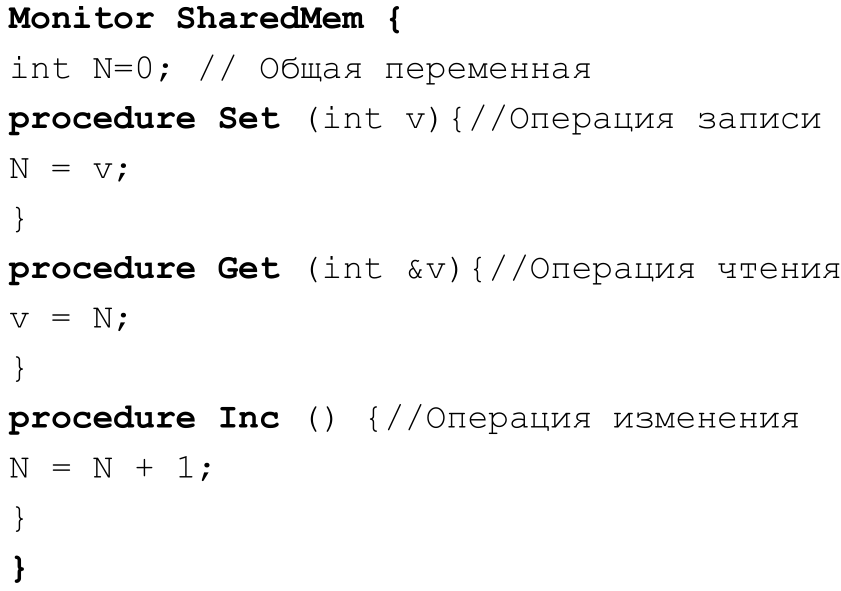 Monitor SharedMem {
int N=0; // Общая переменная
procedure Set (int v){//Операция записи
N = v;
}
procedure Get (int &v){//Операция чтения
v = N;
}
procedure Inc () {//Операция изменения
N = N + 1;
}
}